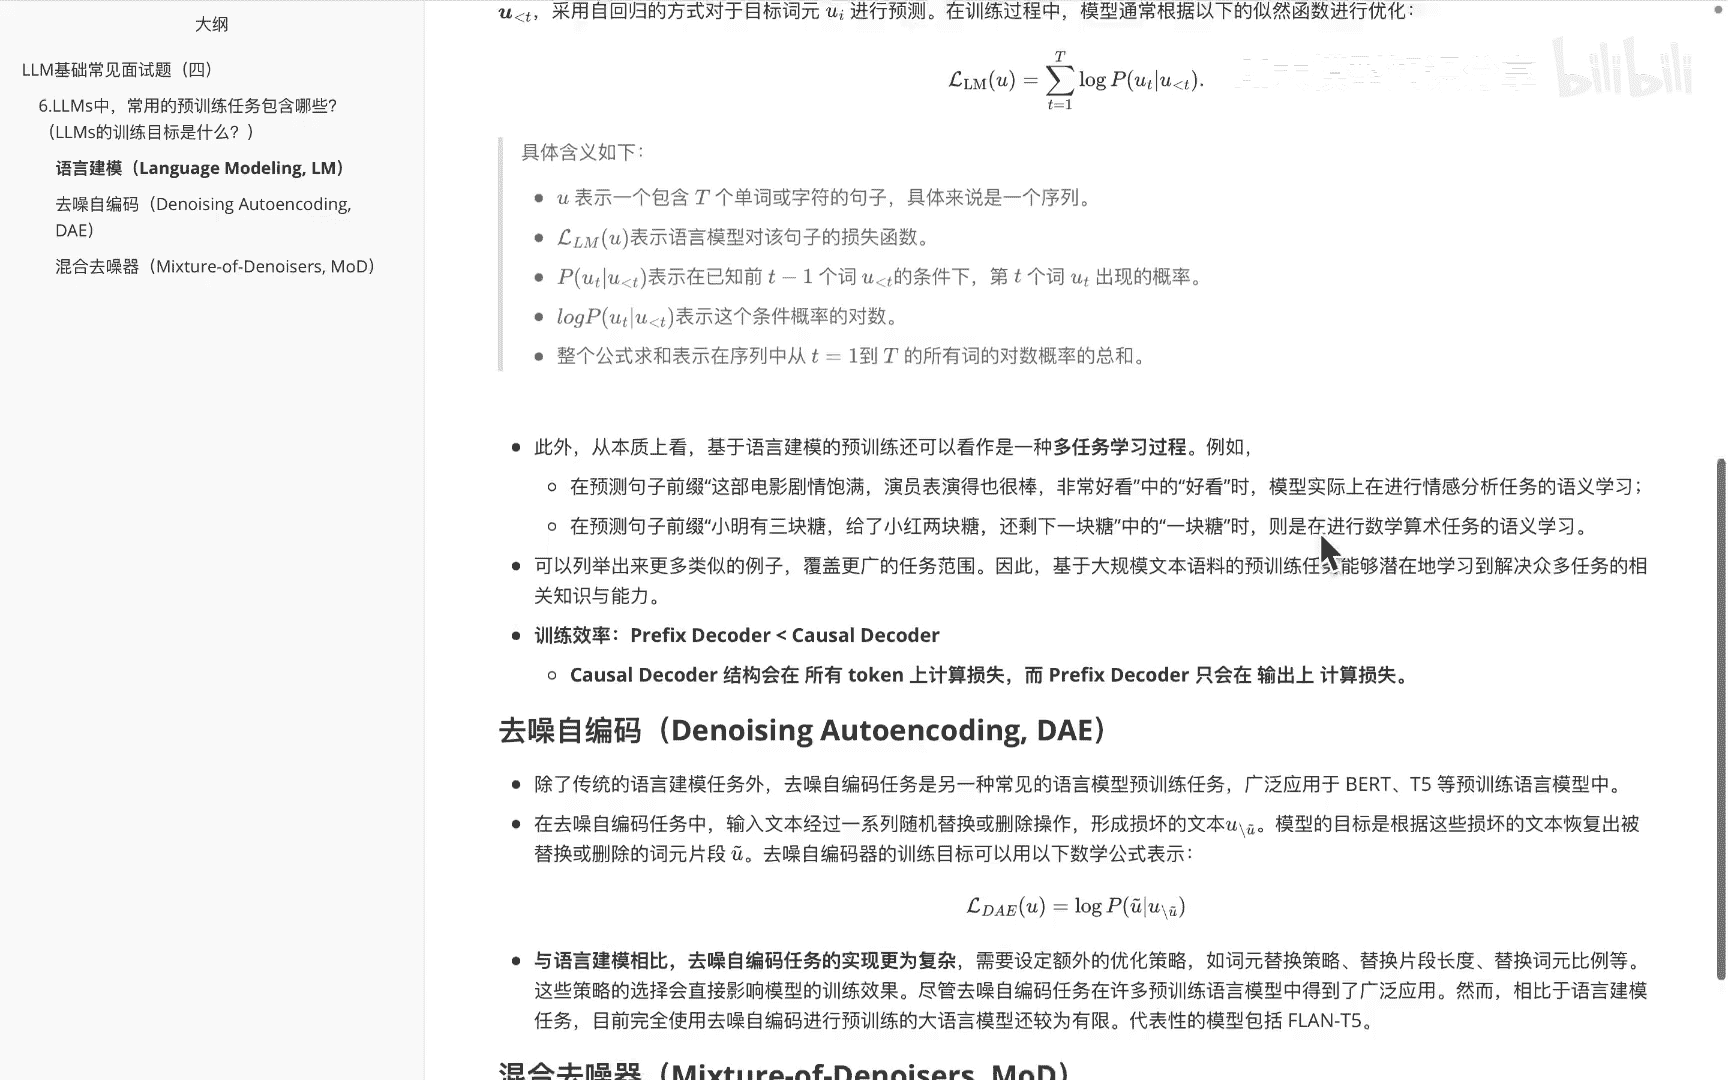 大纲
LLM基础常见面试题（四）
6.LLMs中，常用的预训练任务包含哪些？
（LLMs的训练目标是什么？）
语言建模（Language Modeling, LM）
去噪自编码（Denoising Autoencoding,
DAE）
混合去噪器（Mixture-of-Denoisers, MoD）
u<t，采用自回归的方式对于目标词元 ui 进行预测。在训练过程中，模型通常根据以下的似然函数进行优化：
L_LM(u) = ∑_{t=1}^{T} log P(u_t|u_{<t}).
bilibili
具体含义如下：
• u 表示一个包含 T 个单词或字符的句子，具体来说是一个序列。
• L_LM(u)表示语言模型对该句子的损失函数。
• P(u_t|u_{<t})表示在已知前 t − 1 个词 u_{<t}的条件下，第 t 个词 u_t 出现的概率。
• logP(u_t|u_{<t})表示这个条件概率的对数。
• 整个公式求和表示在序列中从 t = 1到 T 的所有词的对数概率的总和。
• 此外，从本质上看，基于语言建模的预训练还可以看作是一种多任务学习过程。例如，
◦ 在预测句子前缀“这部电影剧情饱满，演员表演得也很棒，非常好看”中的“好看”时，模型实际上在进行情感分析任务的语义学习；
◦ 在预测句子前缀“小明有三块糖，给了小红两块糖，还剩下一块糖”中的“一块糖”时，则是在进行数学算术任务的语义学习。
• 可以列举出来更多类似的例子，覆盖更广的任务范围。因此，基于大规模文本语料的预训练任务能够潜在地学习到解决众多任务的相
关知识与能力。
• 训练效率：Prefix Decoder < Causal Decoder
◦ Causal Decoder 结构会在 所有 token 上计算损失，而 Prefix Decoder 只会在 输出上 计算损失。
去噪自编码（Denoising Autoencoding, DAE）
• 除了传统的语言建模任务外，去噪自编码任务是另一种常见的语言模型预训练任务，广泛应用于 BERT、T5 等预训练语言模型中。
• 在去噪自编码任务中，输入文本经过一系列随机替换或删除操作，形成损坏的文本u_{\ũ}。模型的目标是根据这些损坏的文本恢复出被
替换或删除的词元片段 ũ。去噪自编码器的训练目标可以用以下数学公式表示：
L_DAE(u) = log P(ũ|u_{\ũ})
• 与语言建模相比，去噪自编码任务的实现更为复杂，需要设定额外的优化策略，如词元替换策略、替换片段长度、替换词元比例等。
这些策略的选择会直接影响模型的训练效果。尽管去噪自编码任务在许多预训练语言模型中得到了广泛应用。然而，相比于语言建模
任务，目前完全使用去噪自编码进行预训练的大语言模型还较为有限。代表性的模型包括 FLAN-T5。
混合去噪器（Mixture-of-Denoisers, MoD）